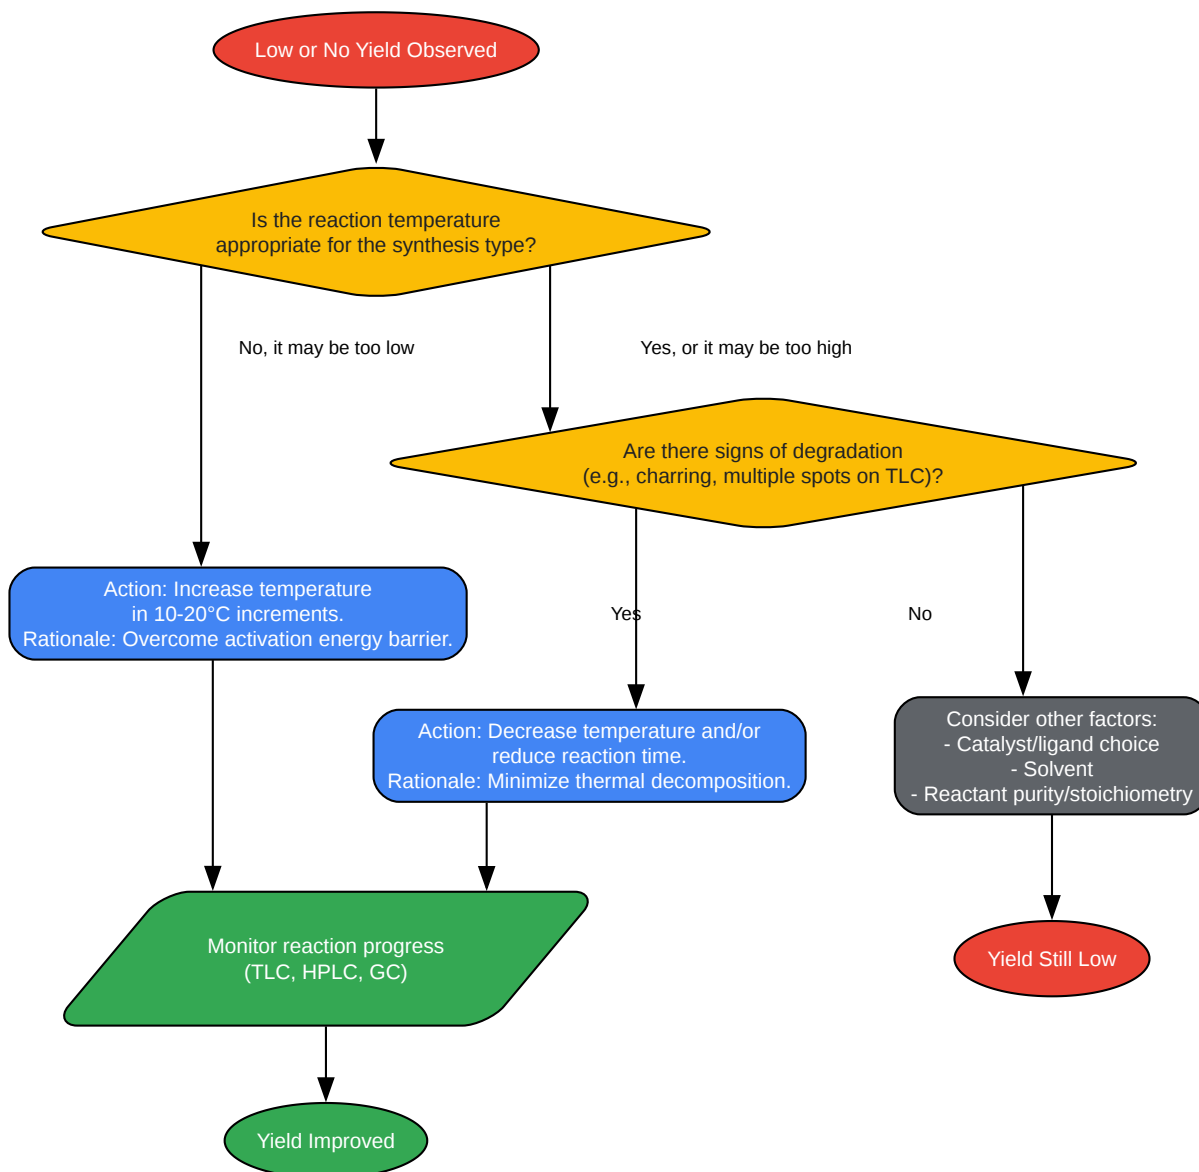 Low or No Yield Observed
Is the reaction temperature
appropriate for the synthesis type?
No, it may be too low
Yes, or it may be too high
Are there signs of degradation
(e.g., charring, multiple spots on TLC)?
Action: Increase temperature
in 10-20°C increments.
Rationale: Overcome activation energy barrier.
Yes
No
Action: Decrease temperature and/or
reduce reaction time.
Rationale: Minimize thermal decomposition.
Consider other factors:
- Catalyst/ligand choice
- Solvent
- Reactant purity/stoichiometry
Monitor reaction progress
(TLC, HPLC, GC)
Yield Still Low
Yield Improved